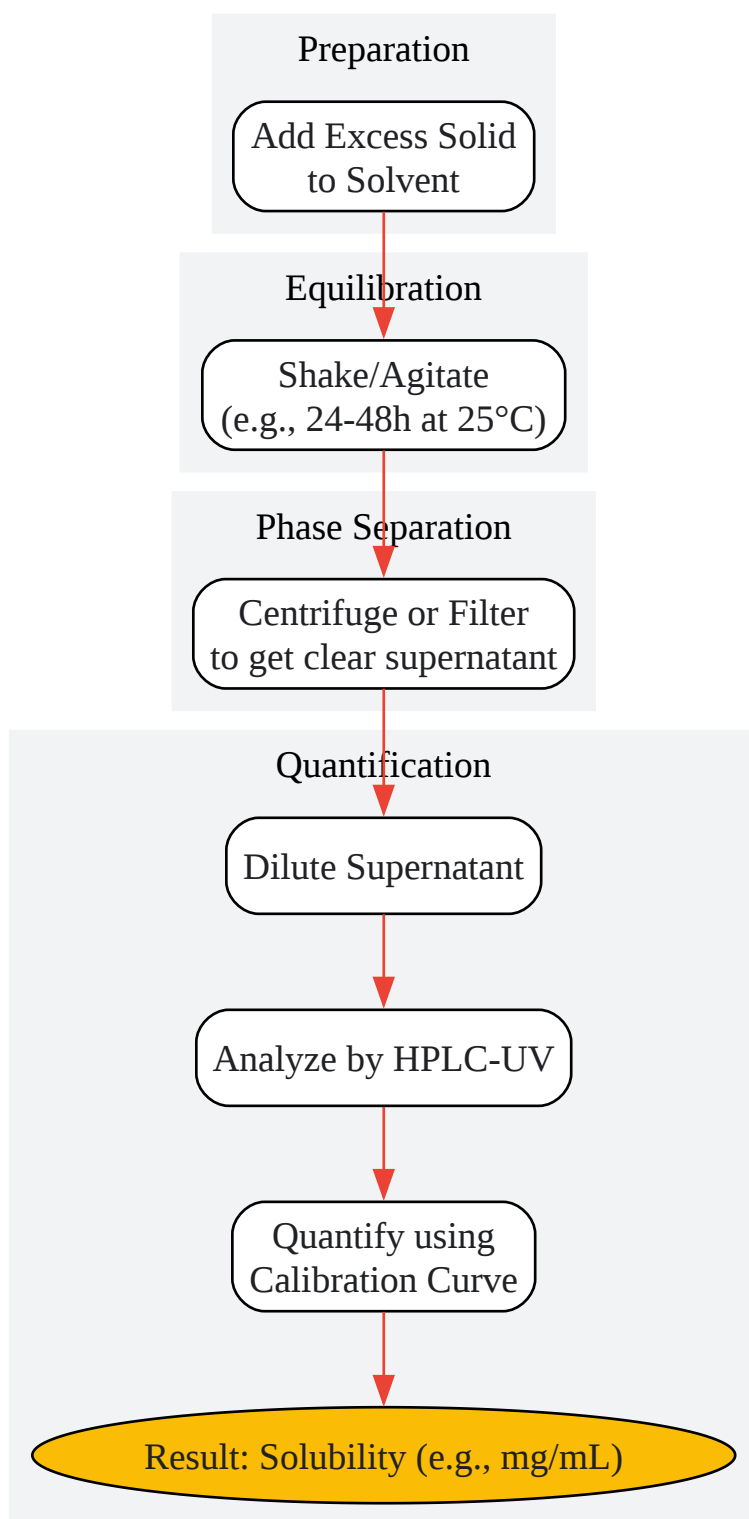 Preparation
Add Excess Solid
to Solvent
Equilibration
Shake/Agitate
(e.g., 24-48h at 25°C)
Phase Separation
Centrifuge or Filter
to get clear supernatant
Quantification
Dilute Supernatant
Analyze by HPLC-UV
Quantify using
Calibration Curve
Result: Solubility (e.g., mg/mL)